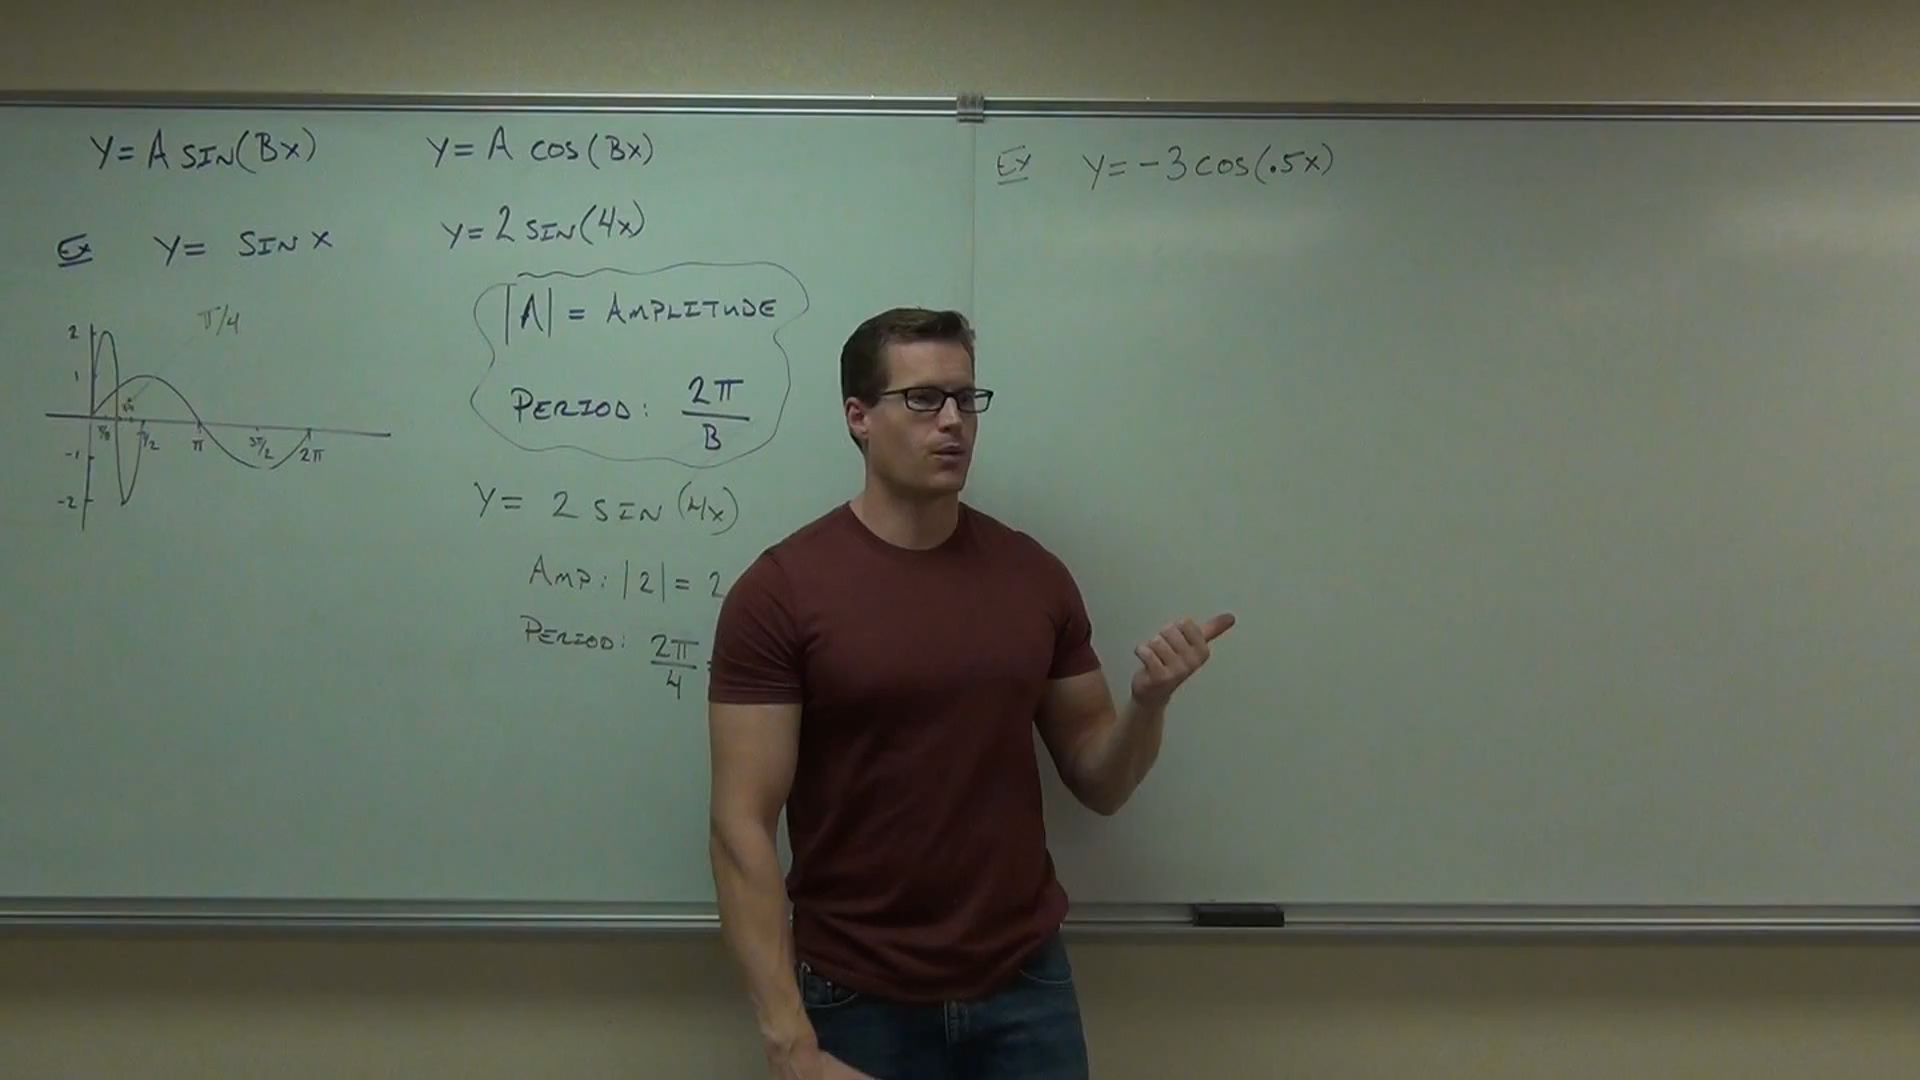 Y = A SIN(Bx)
Y = A COS(Bx)
Ex Y = SIN X
Y = 2 SIN(4x)
|A| = AMPLITUDE
PERIOD: 2π/B
π/4
2
1
-1
-2
π/8
π/2
π
3π/2
2π
Y = 2 SIN(4x)
AMP: |2| = 2
PERIOD: 2π/4 =
Ex Y = -3 COS(.5x)